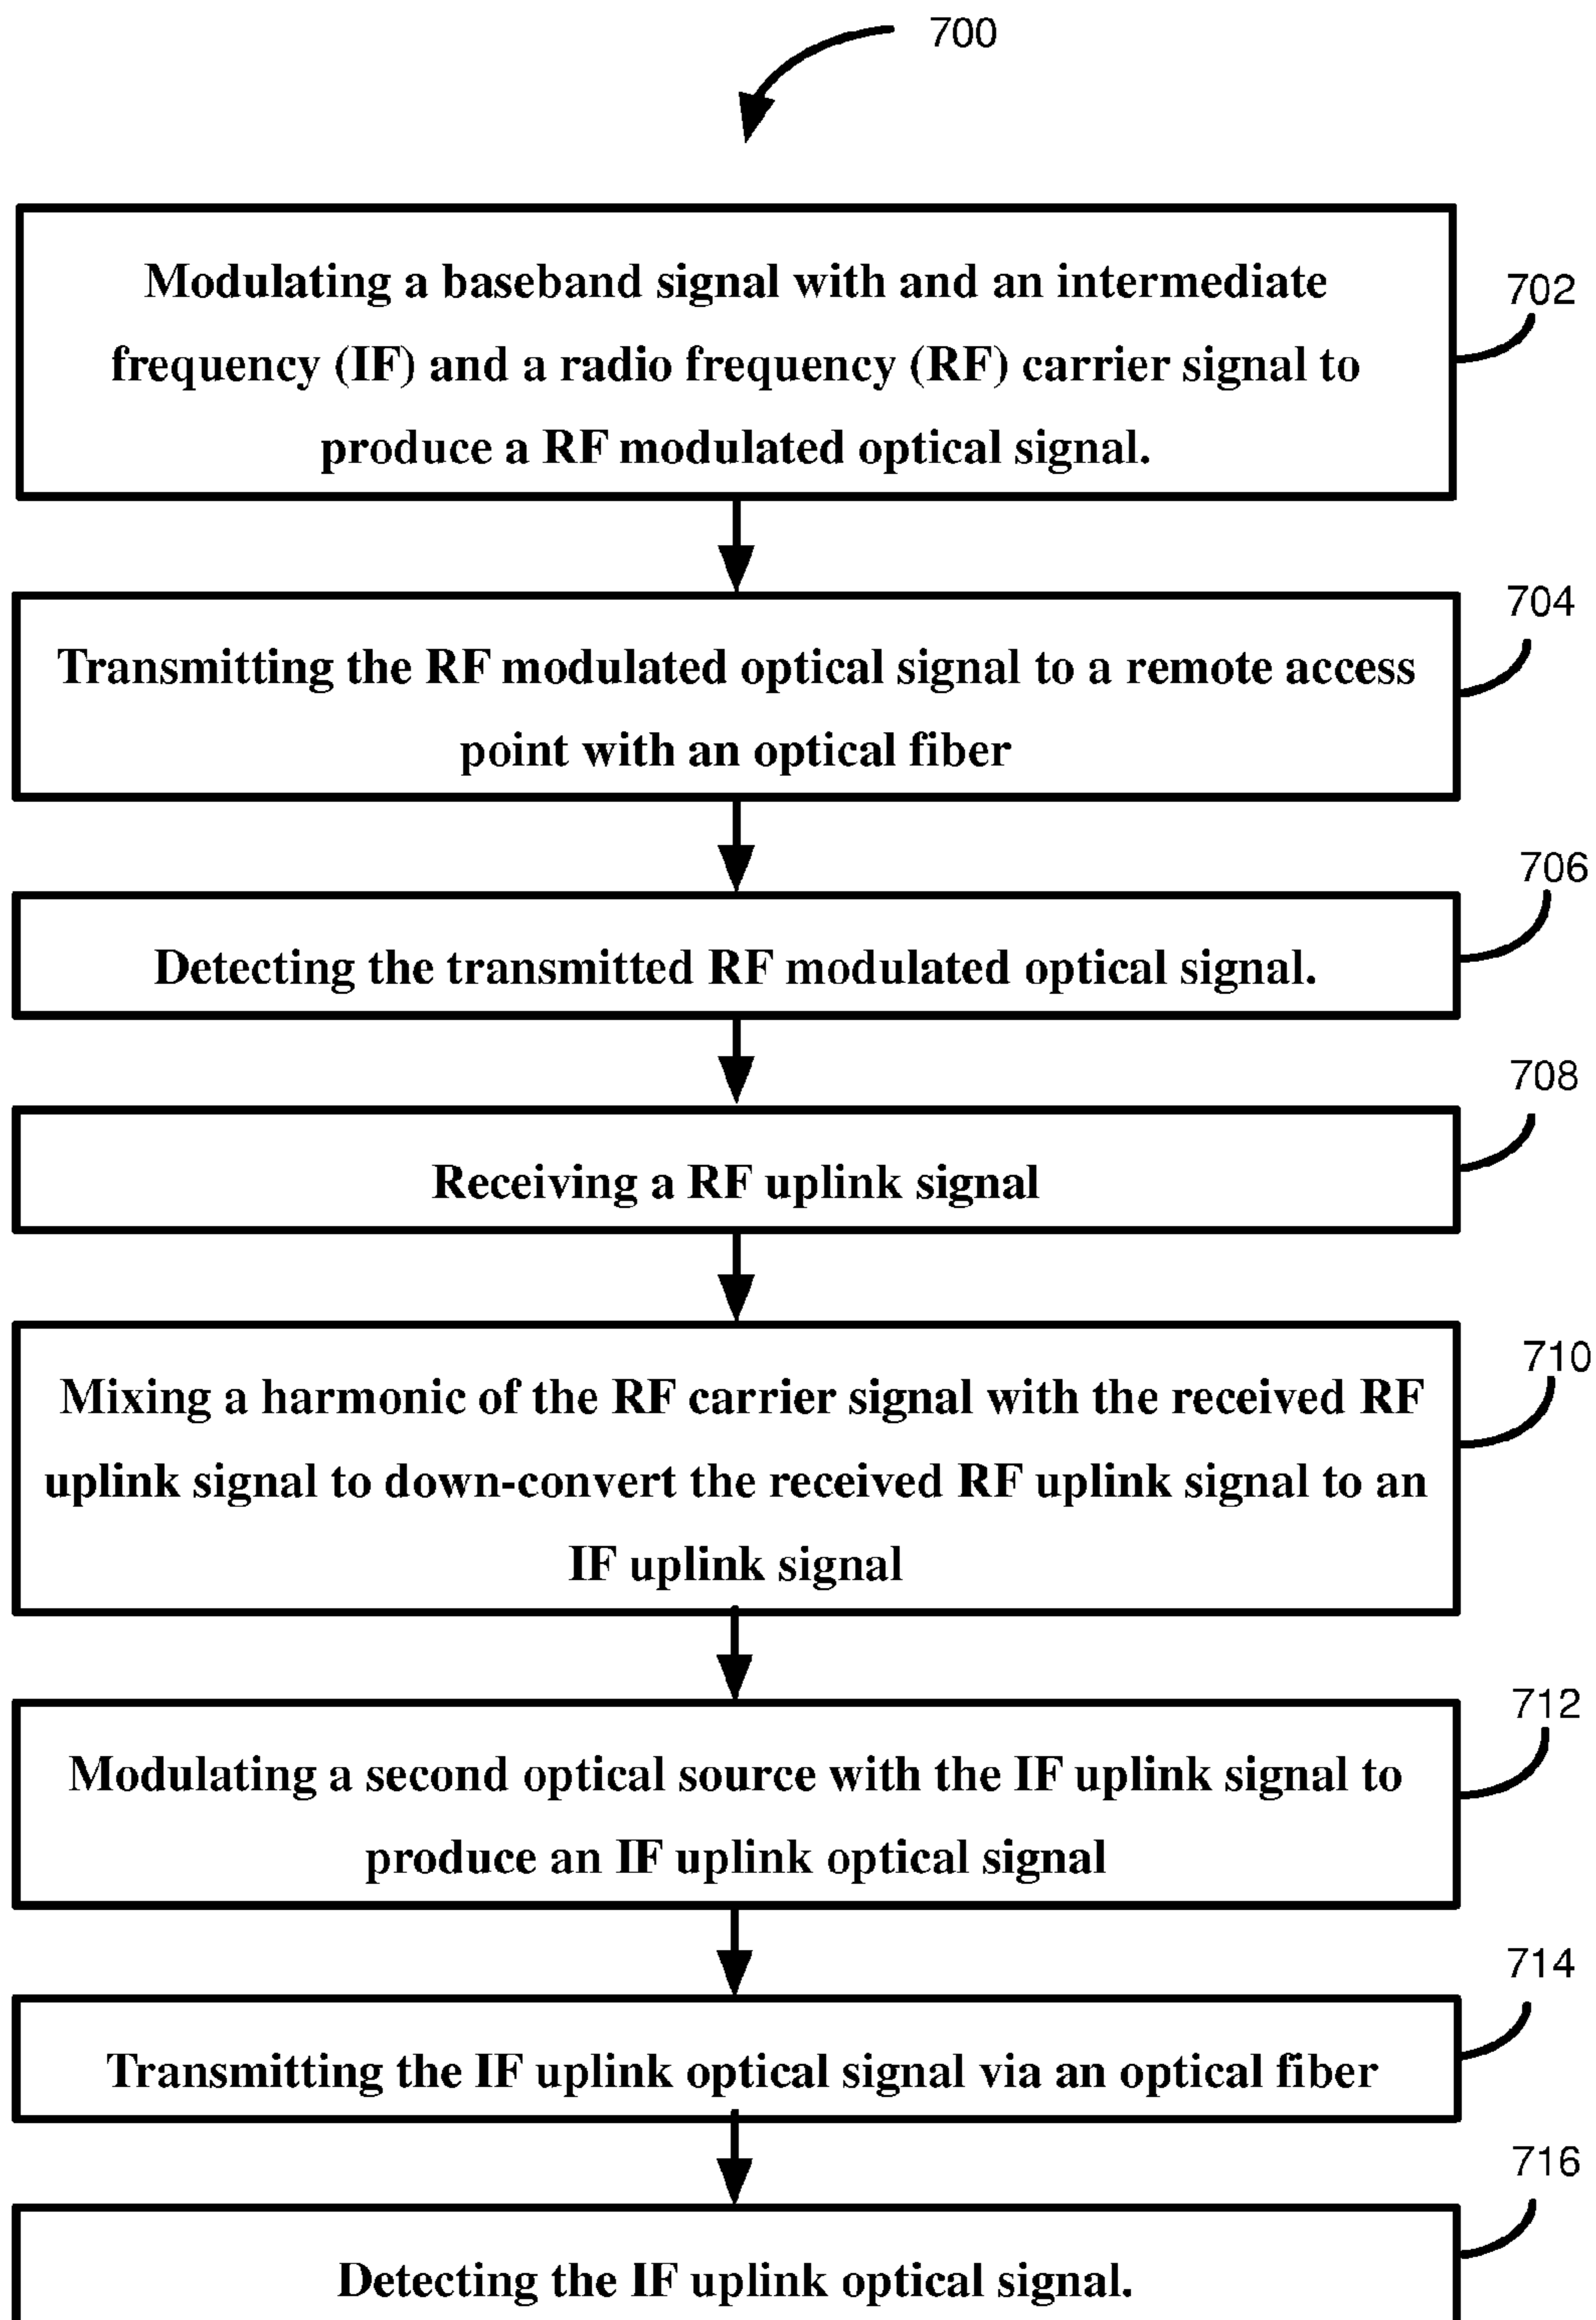 700
Modulating a baseband signal with and an intermediate
frequency (IF) and a radio frequency (RF) carrier signal to
produce a RF modulated optical signal.
702
Transmitting the RF modulated optical signal to a remote access
point with an optical fiber
704
Detecting the transmitted RF modulated optical signal.
706
Receiving a RF uplink signal
708
Mixing a harmonic of the RF carrier signal with the received RF
uplink signal to down-convert the received RF uplink signal to an
IF uplink signal
710
Modulating a second optical source with the IF uplink signal to
produce an IF uplink optical signal
712
Transmitting the IF uplink optical signal via an optical fiber
714
Detecting the IF uplink optical signal.
716